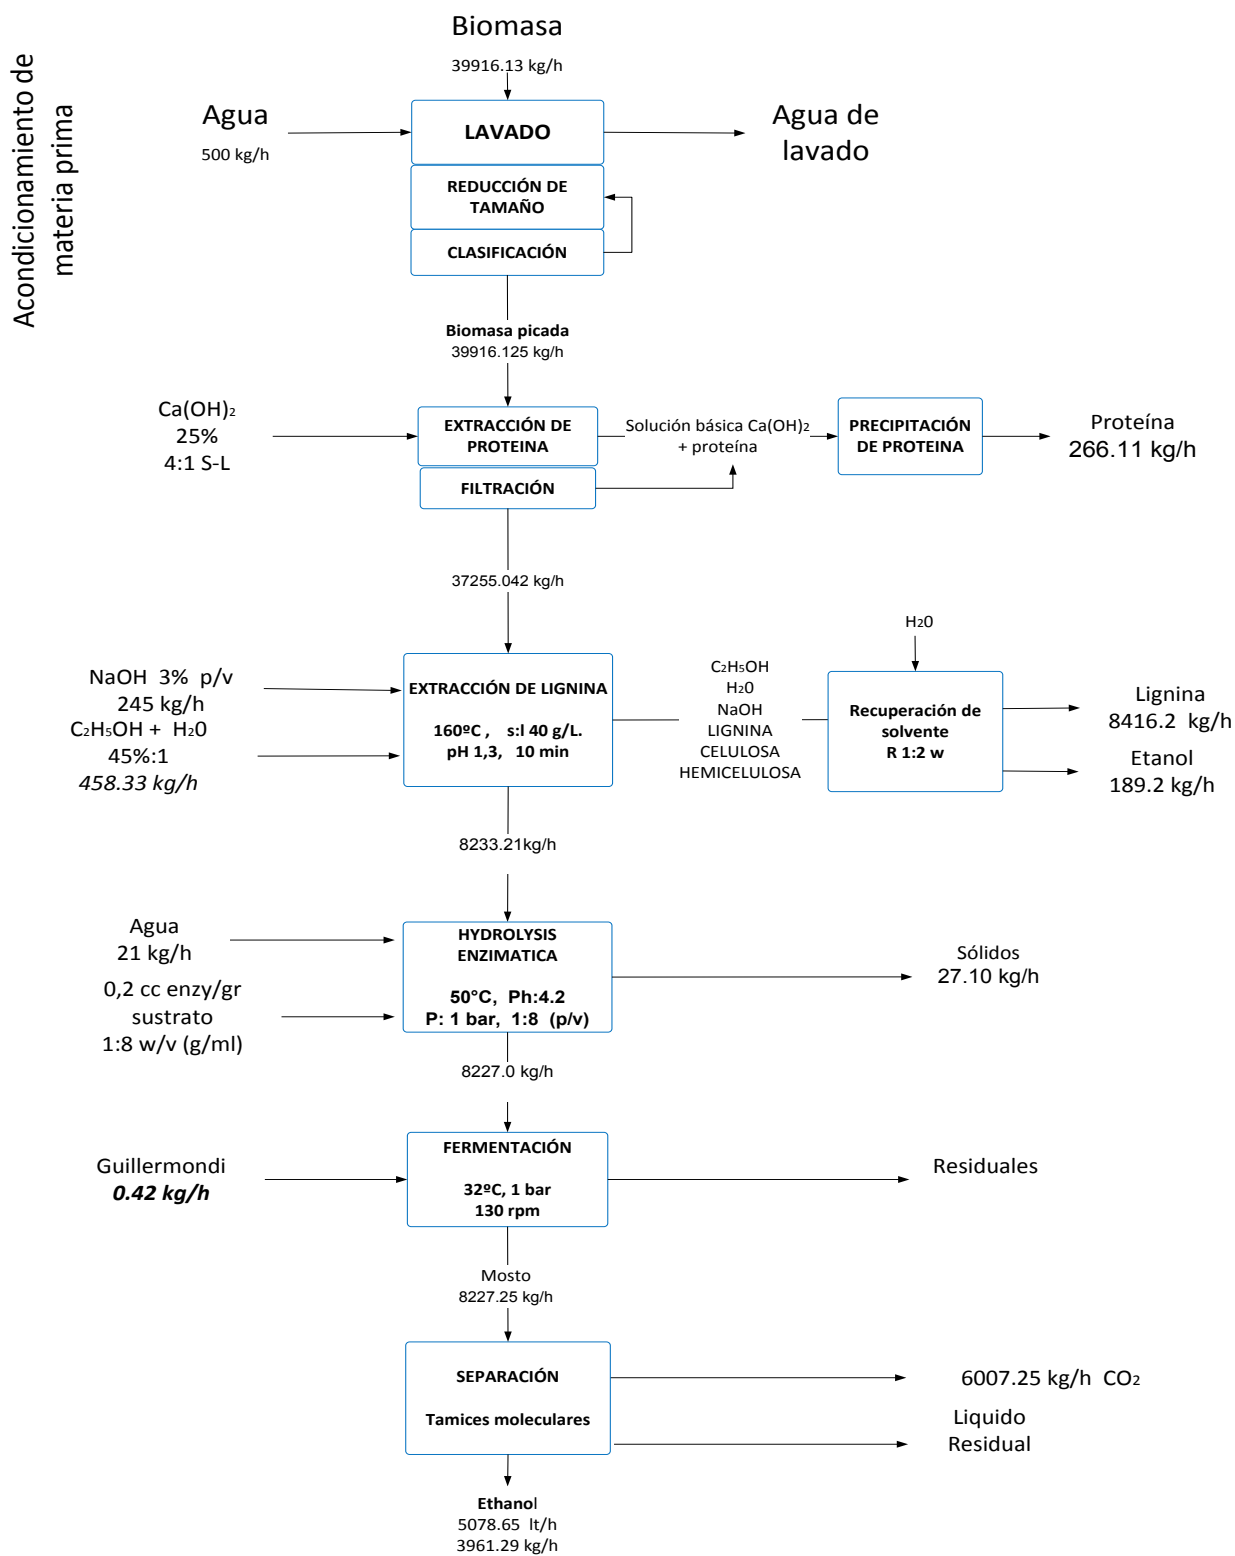 Acondicionamiento de
materia prima
Biomasa
39916.13 kg/h
Agua
500 kg/h
LAVADO
Agua de
lavado
REDUCCIÓN DE
TAMAÑO
CLASIFICACIÓN
Biomasa picada
39916.125 kg/h
Ca(OH)2
25%
4:1 S-L
EXTRACCIÓN DE
PROTEINA
FILTRACIÓN
Solución básica Ca(OH)2
+ proteína
PRECIPITACIÓN
DE PROTEINA
Proteína
266.11 kg/h
37255.042 kg/h
NaOH 3% p/v
245 kg/h
C2H5OH + H20
45%:1
458.33 kg/h
EXTRACCIÓN DE LIGNINA
160ºC , s:l 40 g/L.
pH 1,3, 10 min
C2H5OH
H20
NaOH
LIGNINA
CELULOSA
HEMICELULOSA
H20
Recuperación de
solvente
R 1:2 w
Lignina
8416.2 kg/h
Etanol
189.2 kg/h
8233.21kg/h
Agua
21 kg/h
0,2 cc enzy/gr
sustrato
1:8 w/v (g/ml)
HYDROLYSIS
ENZIMATICA
50°C, Ph:4.2
P: 1 bar, 1:8 (p/v)
Sólidos
27.10 kg/h
8227.0 kg/h
Guillermondi
0.42 kg/h
FERMENTACIÓN
32ºC, 1 bar
130 rpm
Residuales
Mosto
8227.25 kg/h
SEPARACIÓN
Tamices moleculares
6007.25 kg/h CO2
Liquido
Residual
Ethanol
5078.65 lt/h
3961.29 kg/h